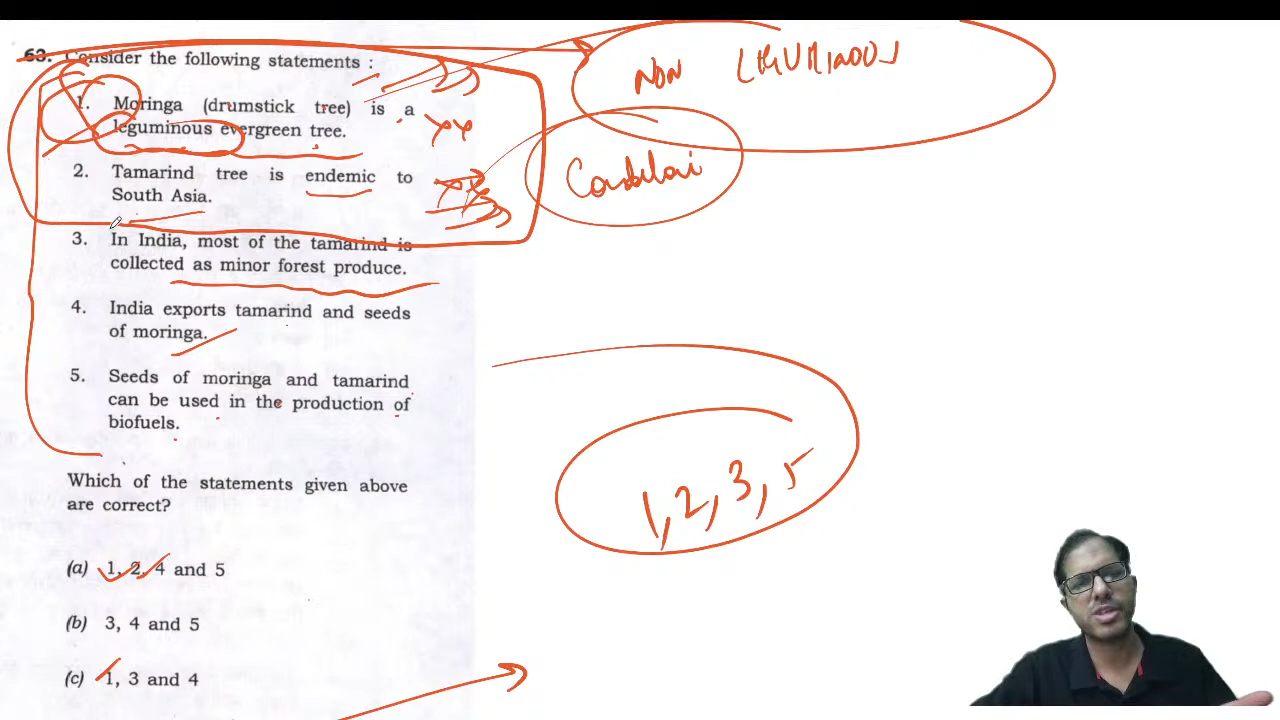 63. Consider the following statements :
1. Moringa (drumstick tree) is a
leguminous evergreen tree.
2. Tamarind tree is endemic to
South Asia.
3. In India, most of the tamarind is
collected as minor forest produce.
4. India exports tamarind and seeds
of moringa.
5. Seeds of moringa and tamarind
can be used in the production of
biofuels.
Which of the statements given above
are correct?
(a) 1, 2, 4 and 5
(b) 3, 4 and 5
(c) 1, 3 and 4
Non
1, 2, 3, 5